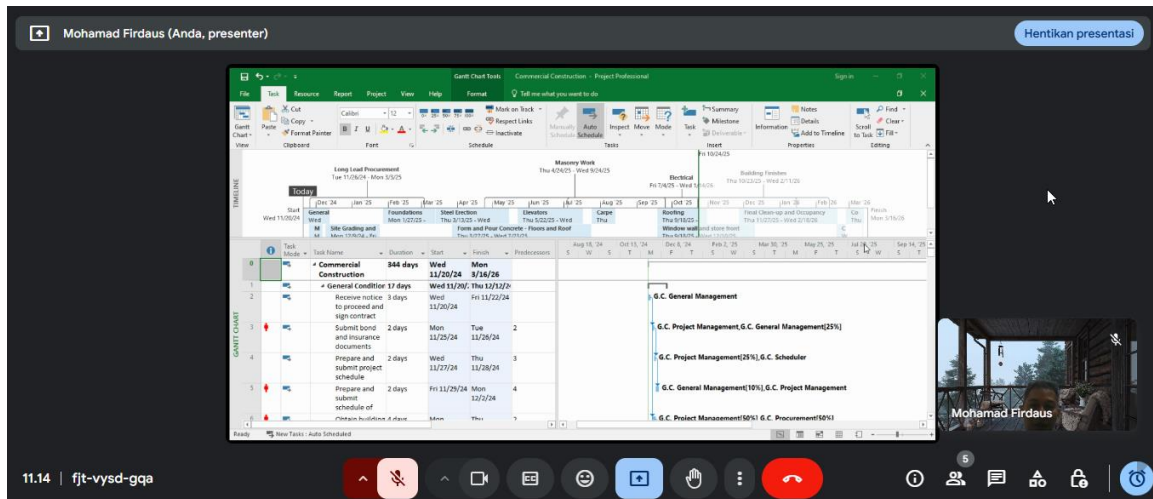 Mohamad Firdaus (Anda, presenter)
Hentikan presentasi
Gantt Chart Tools Commercial Construction - Project Professional Sign in
File Task Resource Report Project View Help Format Tell me what you want to do
Gantt Chart
Paste
Cut
Copy
Format Painter
Calibri 12
B I U A
Mark on Track
Respect Links
Inactivate
Manually Schedule
Auto Schedule
Inspect Move Mode
Task
Summary
Milestone
Deliverable
Information
Notes
Details
Add to Timeline
Scroll to Task
Find
Clear
Fill
View Clipboard Font Schedule Tasks Insert Properties Editing
TIMELINE
Fri 10/24/25
Long Lead Procurement
Tue 11/26/24 - Mon 5/5/25
Masonry Work
Thu 4/24/25 - Wed 9/24/25
Electrical
Fri 7/4/25 - Wed
Building Finishes
Thu 10/23/25 - Wed 2/11/26
Today
Dec '24 Jan '25 Feb '25 Mar '25 Apr '25 May '25 Jun '25 Jul '25 Aug '25 Sep '25 Oct '25 Nov '25 Dec '25 Jan '26 Feb '26 Mar '26
Start
Wed 11/20/24
General
Wed
Foundations
Mon 1/27/25 -
Steel Erection
Thu 3/13/25 - Wed
Elevators
Thu 5/22/25 - Wed
Carpe
Thu
Roofing
Thu 9/18/25 -
Final Clean-up and Occupancy
Thu 11/27/25 - Wed 2/18/26
Co
Thu
Finish
Mon 3/16/26
M Site Grading and
Form and Pour Concrete - Floors and Roof
Window wall and store front
GANTT CHART
Task Mode Task Name Duration Start Finish Predecessors
Aug 18, '24 Oct 13, '24 Dec 8, '24 Feb 2, '25 Mar 30, '25 May 25, '25 Jul 20, '25 Sep 14, '25
S W S T M F T S W S T M F T S W S T
0 Commercial Construction 344 days Wed 11/20/24 Mon 3/16/26
1 General Condition 17 days Wed 11/20/ Thu 12/12/2
2 Receive notice to proceed and sign contract 3 days Wed 11/20/24 Fri 11/22/24
G.C. General Management
3 Submit bond and insurance documents 2 days Mon 11/25/24 Tue 11/26/24 2
G.C. Project Management,G.C. General Management[25%]
4 Prepare and submit project schedule 2 days Wed 11/27/24 Thu 11/28/24 3
G.C. Project Management[25%],G.C. Scheduler
5 Prepare and submit schedule of 2 days Fri 11/29/24 Mon 12/2/24 4
G.C. General Management[10%],G.C. Project Management
6 Obtain building 4 days Mon Thu 2
G.C. Project Management[50%] G.C. Procurement[50%]
Ready New Tasks : Auto Scheduled
Mohamad Firdaus
11.14 | fjt-vysd-gqa
CC
5